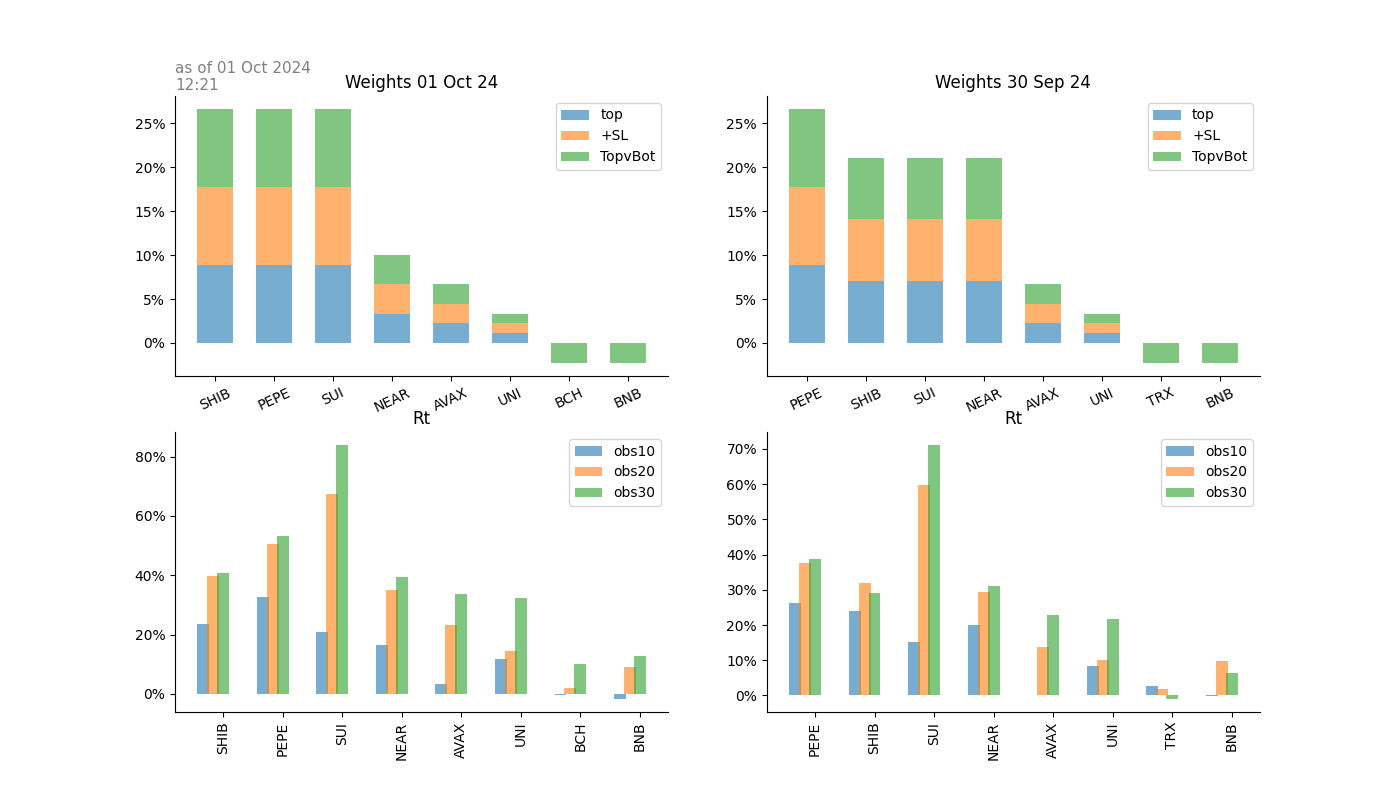 as of 01 Oct 2024
12:21
Weights 01 Oct 24
25%
20%
15%
10%
5%
0%
top
+SL
TopvBot
SHIB PEPE SUI NEAR AVAX UNI BCH BNB
Weights 30 Sep 24
25%
20%
15%
10%
5%
0%
top
+SL
TopvBot
PEPE SHIB SUI NEAR AVAX UNI TRX BNB
Rt
80%
60%
40%
20%
0%
obs10
obs20
obs30
SHIB PEPE SUI NEAR AVAX UNI BCH BNB
Rt
70%
60%
50%
40%
30%
20%
10%
0%
obs10
obs20
obs30
PEPE SHIB SUI NEAR AVAX UNI TRX BNB